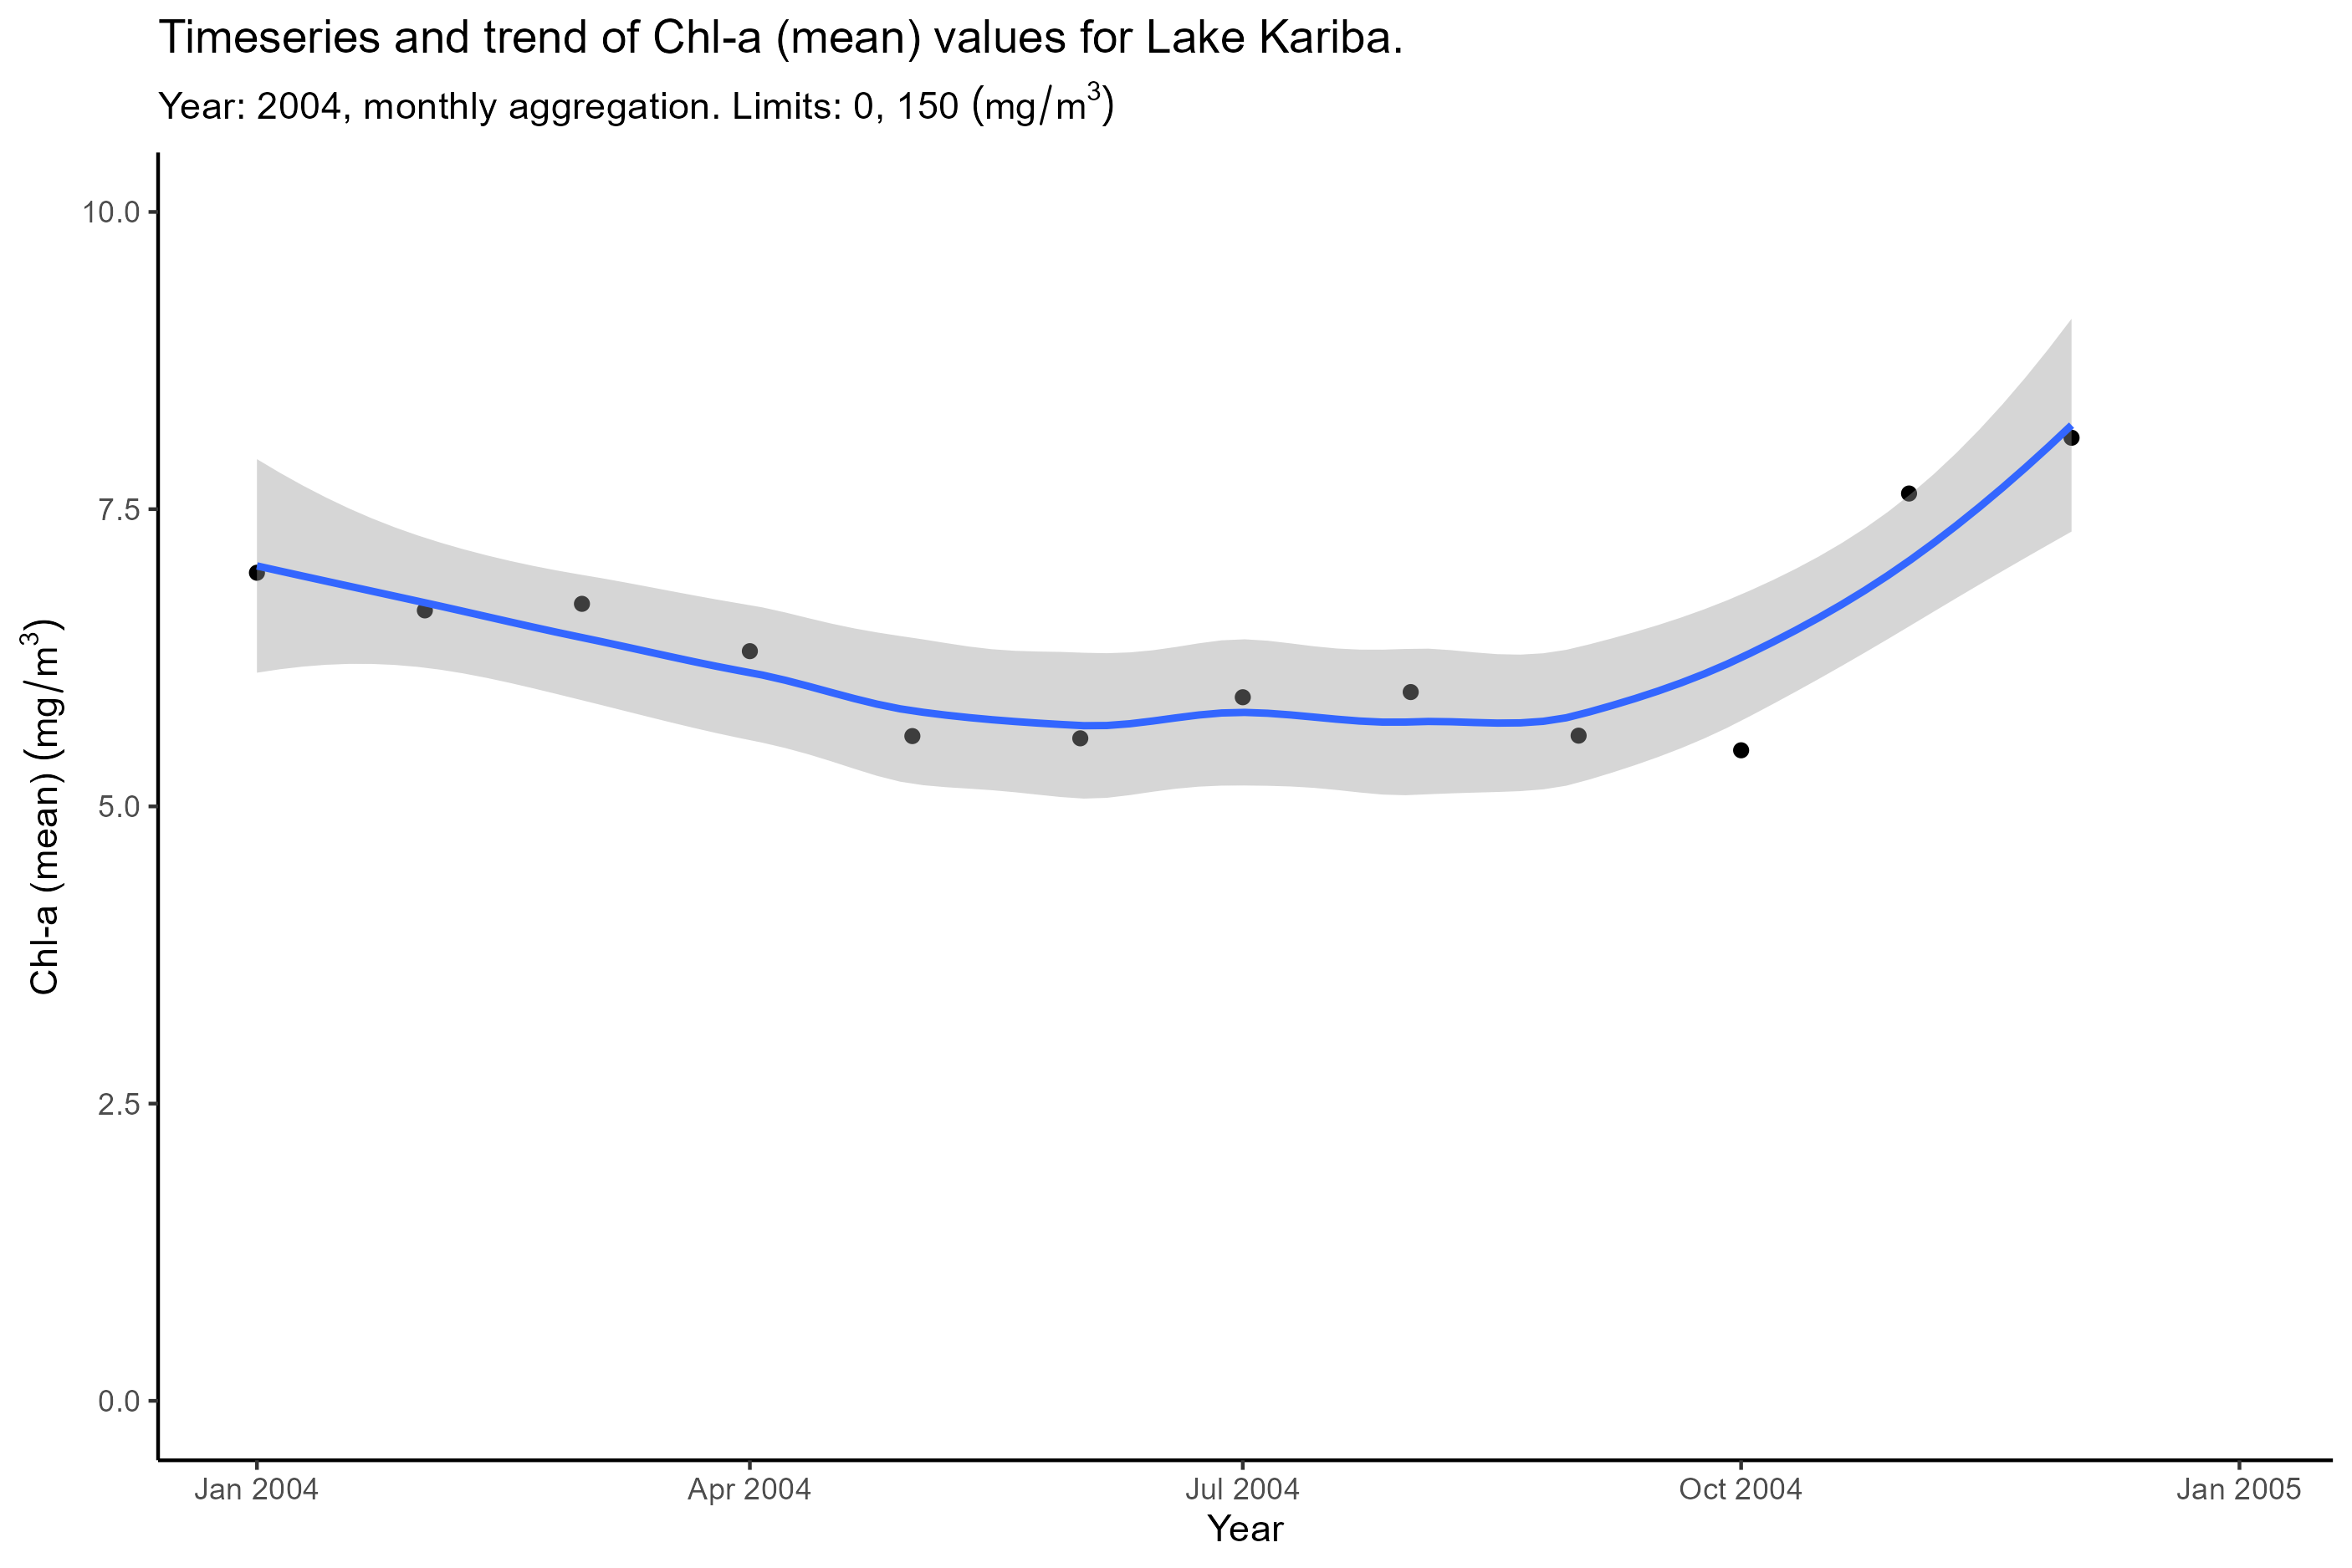 Timeseries and trend of Chl-a (mean) values for Lake Kariba.
Year: 2004, monthly aggregation. Limits: 0, 150 (mg/m³)
10.0
7.5
5.0
2.5
0.0
Chl-a (mean) (mg/m³)
Jan 2004 Apr 2004 Jul 2004 Oct 2004 Jan 2005
Year